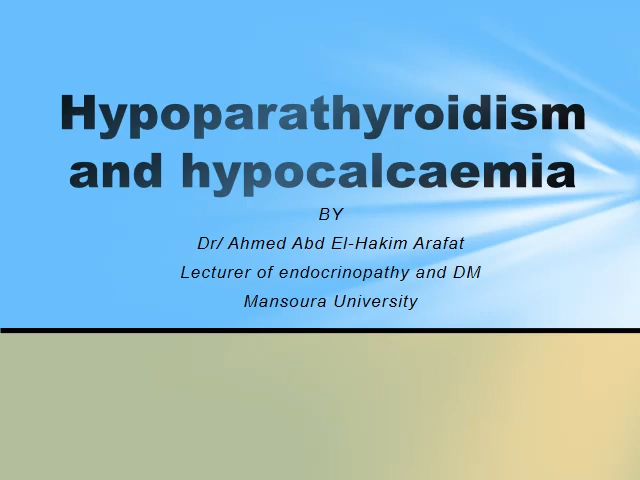 Hypoparathyroidism
and hypocalcaemia
BY
Dr/ Ahmed Abd El-Hakim Arafat
Lecturer of endocrinopathy and DM
Mansoura University